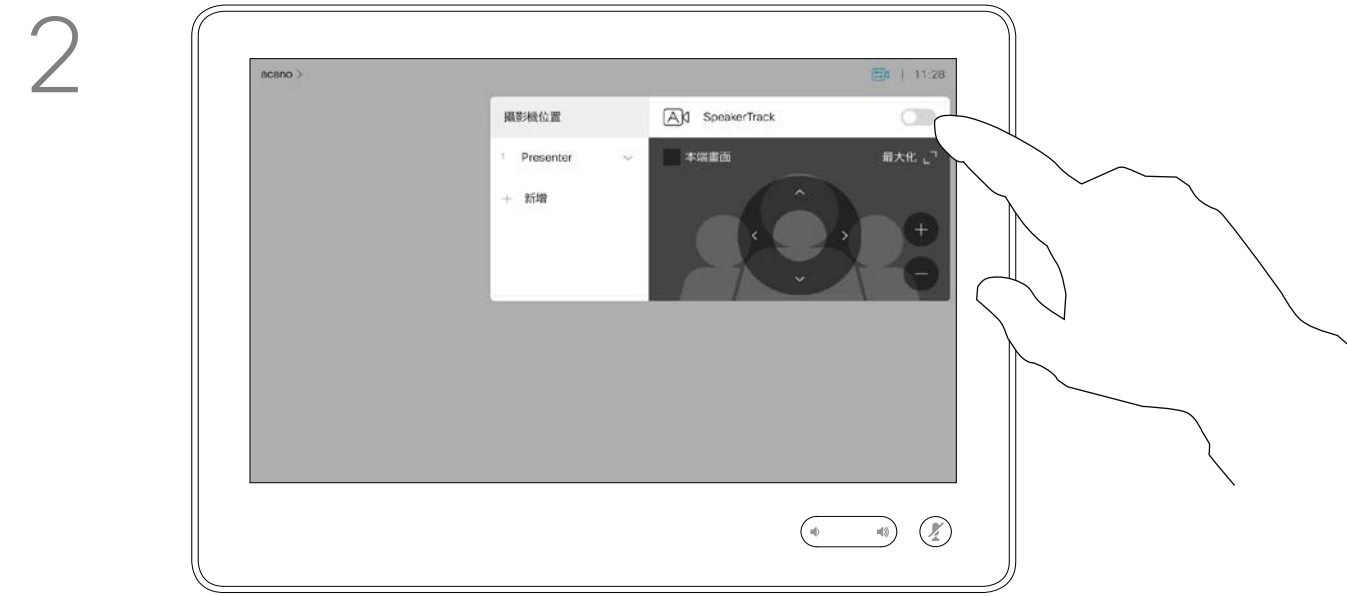 2
acano >
11:28
攝影機位置
SpeakerTrack
1 Presenter
本端畫面
最大化
+ 新增